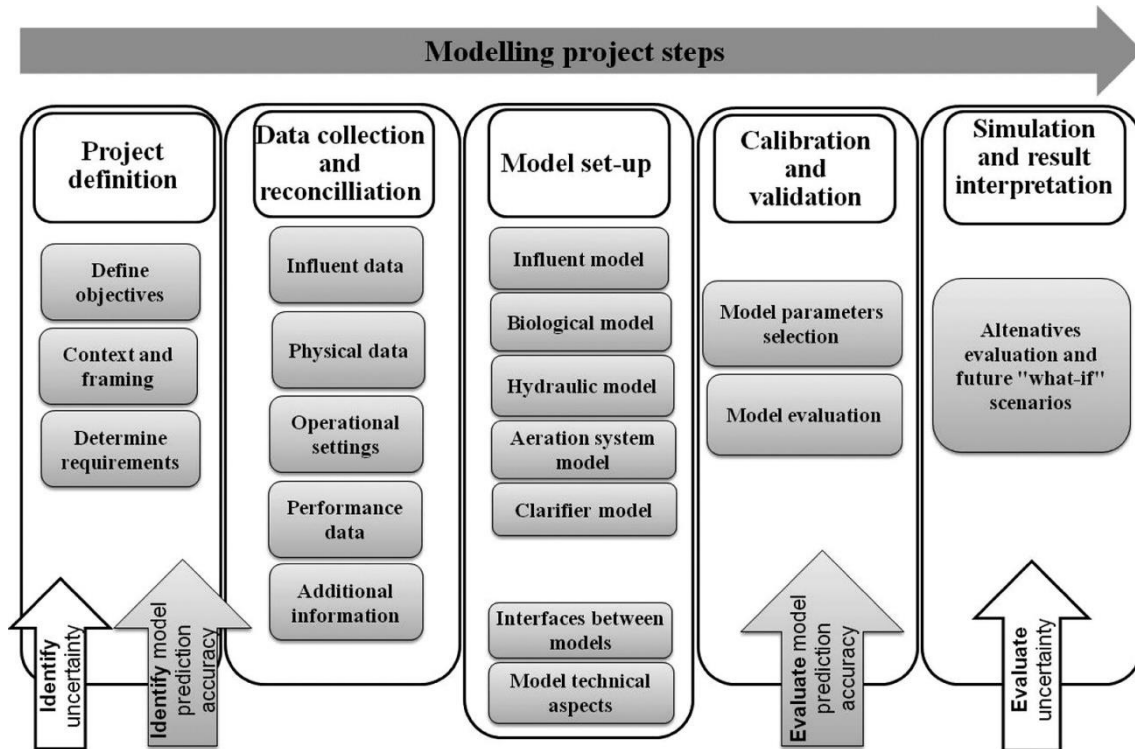 Modelling project steps
Project
definition
Define
objectives
Context and
framing
Determine
requirements
Identify
uncertainty
Identify model
prediction
accuracy
Data collection
and
reconcilliation
Influent data
Physical data
Operational
settings
Performance
data
Additional
information
Model set-up
Influent model
Biological model
Hydraulic model
Aeration system
model
Clarifier model
Interfaces between
models
Model technical
aspects
Calibration
and
validation
Model parameters
selection
Model evaluation
Evaluate model
prediction
accuracy
Simulation
and result
interpretation
Altenatives
evaluation and
future "what-if"
scenarios
Evaluate
uncertainty